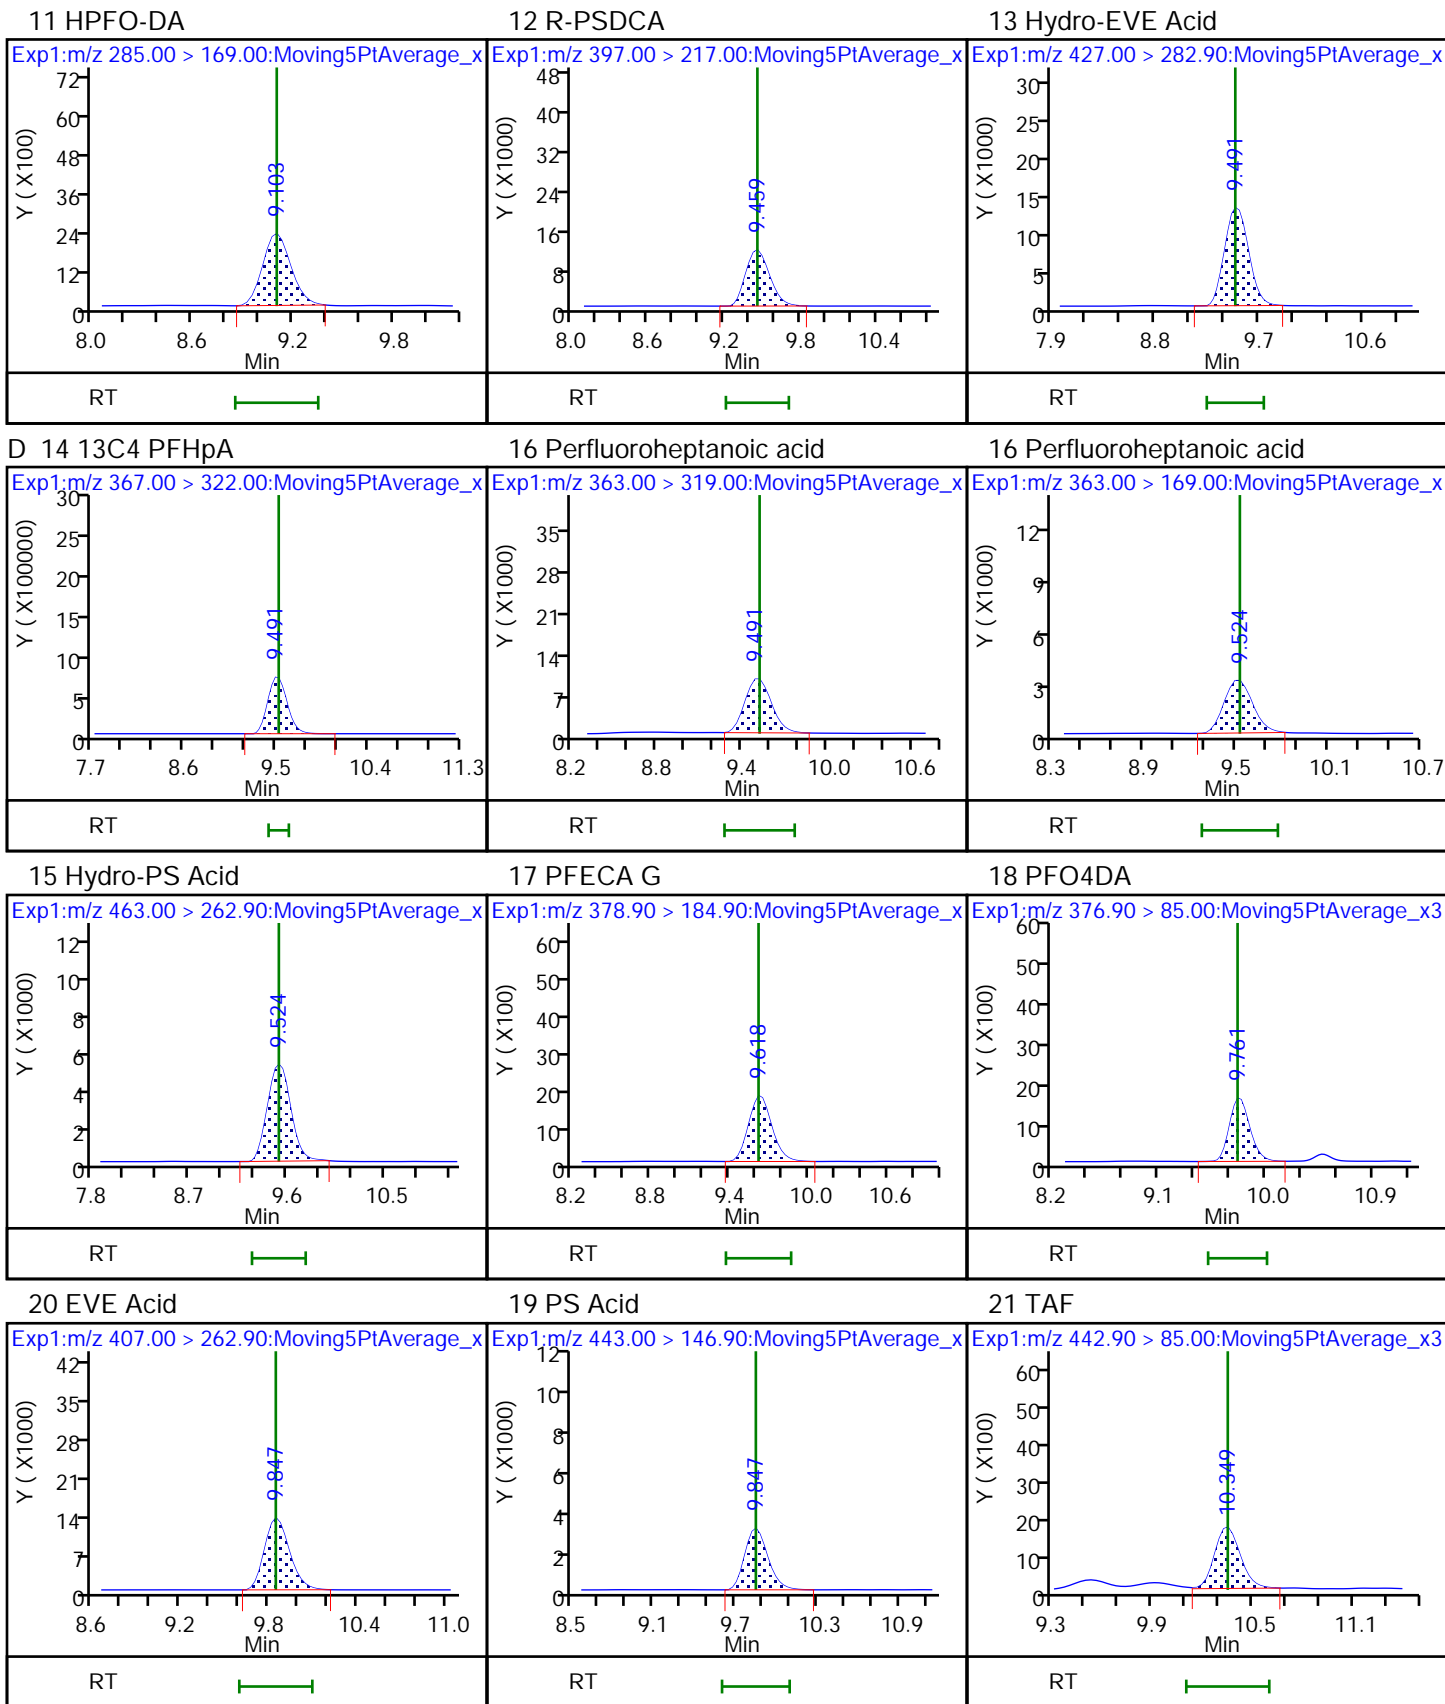 11 HPFO-DA
Exp1:m/z 285.00 > 169.00:Moving5PtAverage_x
Y ( X100)
72
60
48
36
24
12
0
9.103
8.0 8.6 9.2 9.8
Min
RT
12 R-PSDCA
Exp1:m/z 397.00 > 217.00:Moving5PtAverage_x
Y ( X1000)
48
40
32
24
16
8
0
9.459
8.0 8.6 9.2 9.8 10.4
Min
RT
13 Hydro-EVE Acid
Exp1:m/z 427.00 > 282.90:Moving5PtAverage_x
Y ( X1000)
30
25
20
15
10
5
0
9.491
7.9 8.8 9.7 10.6
Min
RT
D 14 13C4 PFHpA
Exp1:m/z 367.00 > 322.00:Moving5PtAverage_x
Y ( X100000)
30
25
20
15
10
5
0
9.491
7.7 8.6 9.5 10.4 11.3
Min
RT
16 Perfluoroheptanoic acid
Exp1:m/z 363.00 > 319.00:Moving5PtAverage_x
Y ( X1000)
35
28
21
14
7
0
9.491
8.2 8.8 9.4 10.0 10.6
Min
RT
16 Perfluoroheptanoic acid
Exp1:m/z 363.00 > 169.00:Moving5PtAverage_x
Y ( X1000)
12
9
6
3
0
9.524
8.3 8.9 9.5 10.1 10.7
Min
RT
15 Hydro-PS Acid
Exp1:m/z 463.00 > 262.90:Moving5PtAverage_x
Y ( X1000)
12
10
8
6
4
2
0
9.524
7.8 8.7 9.6 10.5
Min
RT
17 PFECA G
Exp1:m/z 378.90 > 184.90:Moving5PtAverage_x
Y ( X100)
60
50
40
30
20
10
0
9.618
8.2 8.8 9.4 10.0 10.6
Min
RT
18 PFO4DA
Exp1:m/z 376.90 > 85.00:Moving5PtAverage_x3
Y ( X100)
60
50
40
30
20
10
0
9.761
8.2 9.1 10.0 10.9
Min
RT
20 EVE Acid
Exp1:m/z 407.00 > 262.90:Moving5PtAverage_x
Y ( X1000)
42
35
28
21
14
7
0
9.847
8.6 9.2 9.8 10.4 11.0
Min
RT
19 PS Acid
Exp1:m/z 443.00 > 146.90:Moving5PtAverage_x
Y ( X1000)
12
10
8
6
4
2
0
9.847
8.5 9.1 9.7 10.3 10.9
Min
RT
21 TAF
Exp1:m/z 442.90 > 85.00:Moving5PtAverage_x3
Y ( X100)
60
50
40
30
20
10
0
10.349
9.3 9.9 10.5 11.1
Min
RT